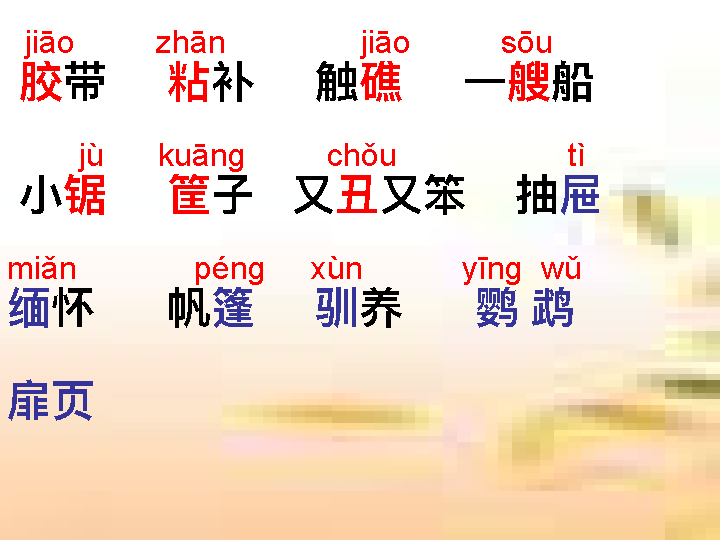 jiāo zhān jiāo sōu
胶带 粘补 触礁 一艘船
jù kuāng chǒu tì
小锯 筐子 又丑又笨 抽屉
miǎn péng xùn yīng wǔ
缅怀 帆篷 驯养 鹦 鹉
扉页